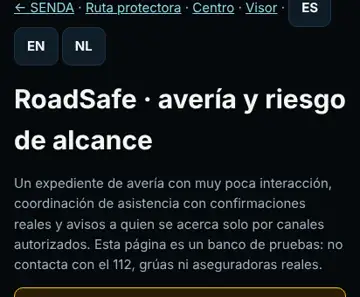 ← SENDA · Ruta protectora · Centro · Visor · ES
EN NL
RoadSafe · avería y riesgo
de alcance
Un expediente de avería con muy poca interacción,
coordinación de asistencia con confirmaciones
reales y avisos a quien se acerca solo por canales
autorizados. Esta página es un banco de pruebas: no
contacta con el 112, grúas ni aseguradoras reales.